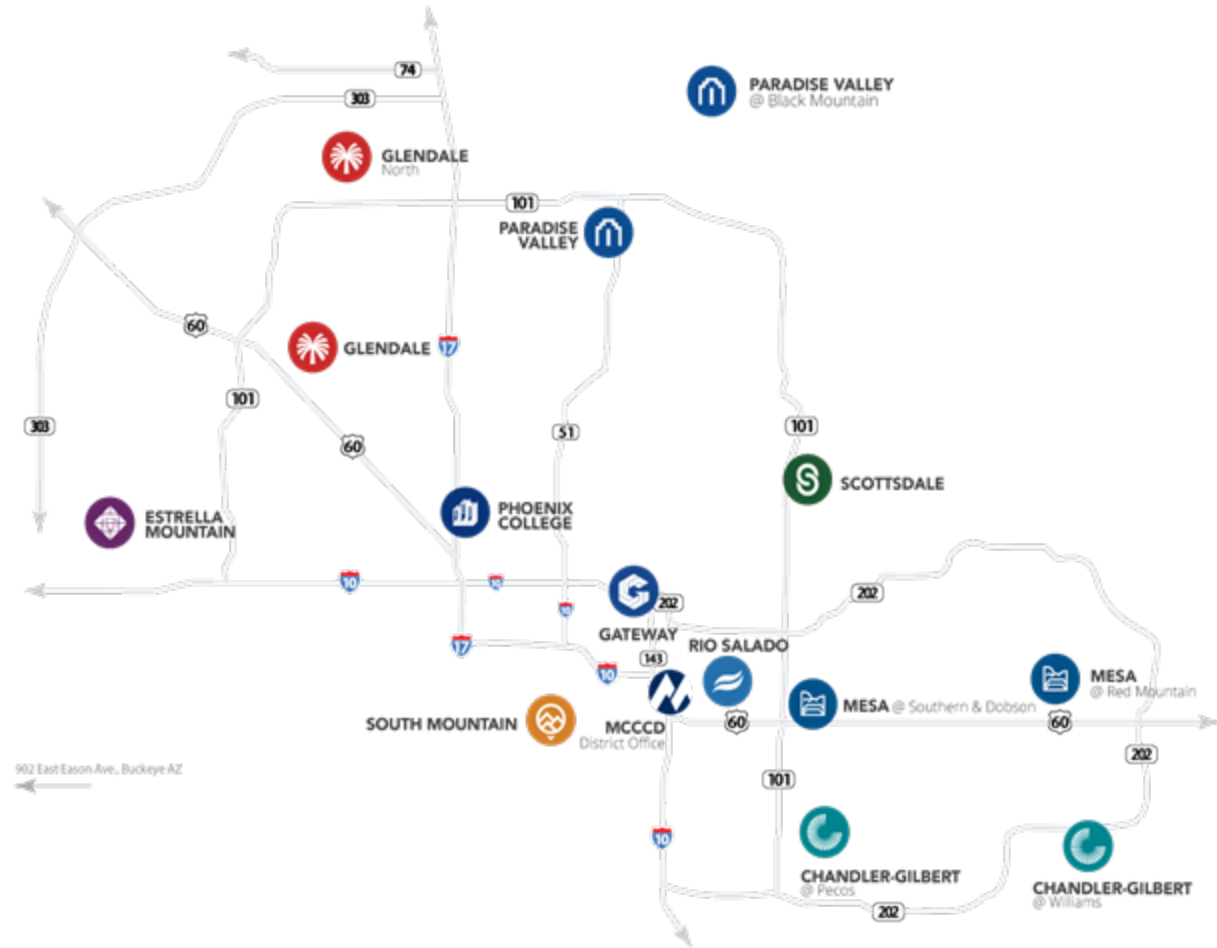 74
PARADISE VALLEY
@ Black Mountain
303
GLENDALE
North
101
PARADISE
VALLEY
60
GLENDALE
17
101
303
60
51
101
SCOTTSDALE
ESTRELLA
MOUNTAIN
PHOENIX
COLLEGE
10
10
10
202
202
GATEWAY
RIO SALADO
17
143
10
MESA
@ Red Mountain
MESA @ Southern & Dobson
SOUTH MOUNTAIN
MCCCD
District Office
60
60
202
902 East Eason Ave., Buckeye AZ
101
10
CHANDLER-GILBERT
@ Pecos
CHANDLER-GILBERT
@ Williams
202